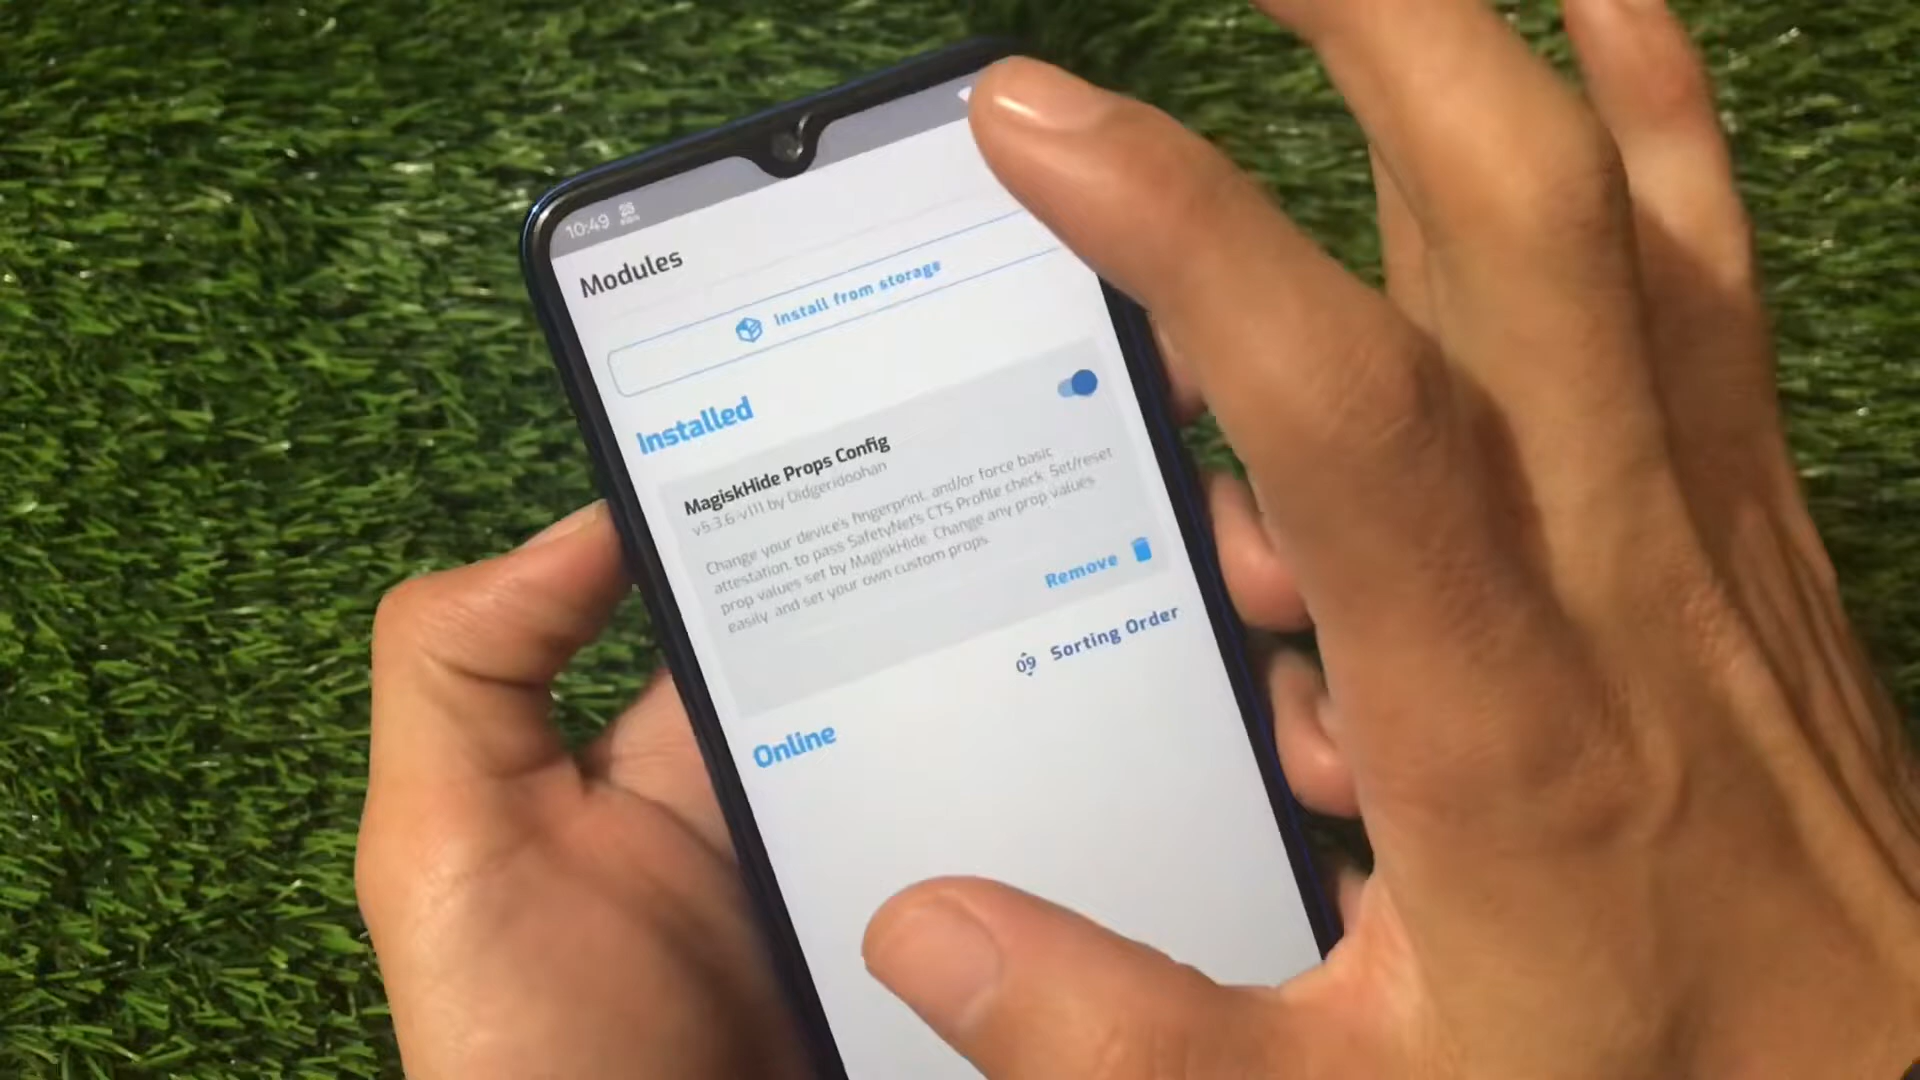 10:49
Modules
Install from storage
Installed
MagiskHide Props Config
v5.3.6-v111 by Didgeridoohan
Change your device's fingerprint, and/or force basic
attestation, to pass SafetyNet's CTS Profile check. Set/reset
prop values set by MagiskHide. Change any prop values
easily, and set your own custom props.
Remove
09 Sorting Order
Online